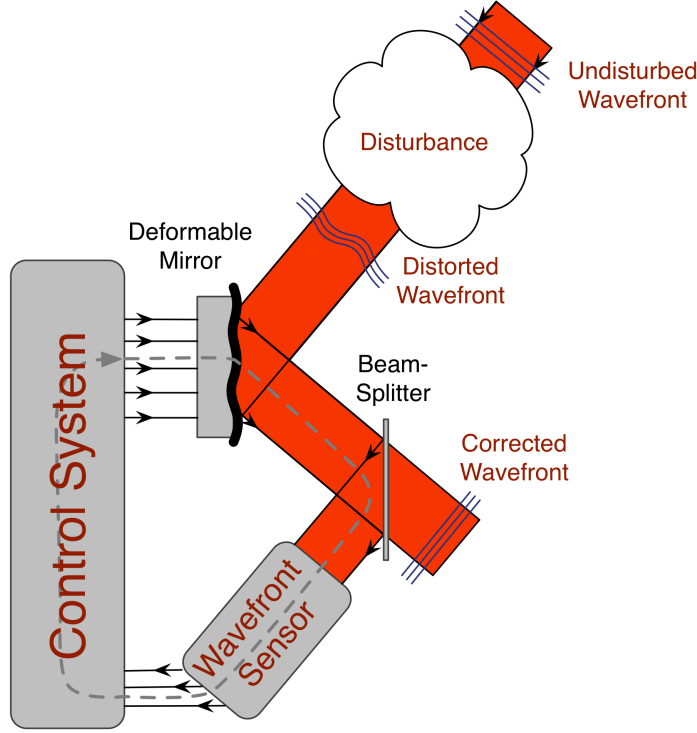 Undisturbed
Wavefront
Disturbance
Deformable
Mirror
Distorted
Wavefront
Beam-
Splitter
Control System
Corrected
Wavefront
Wavefront
Sensor